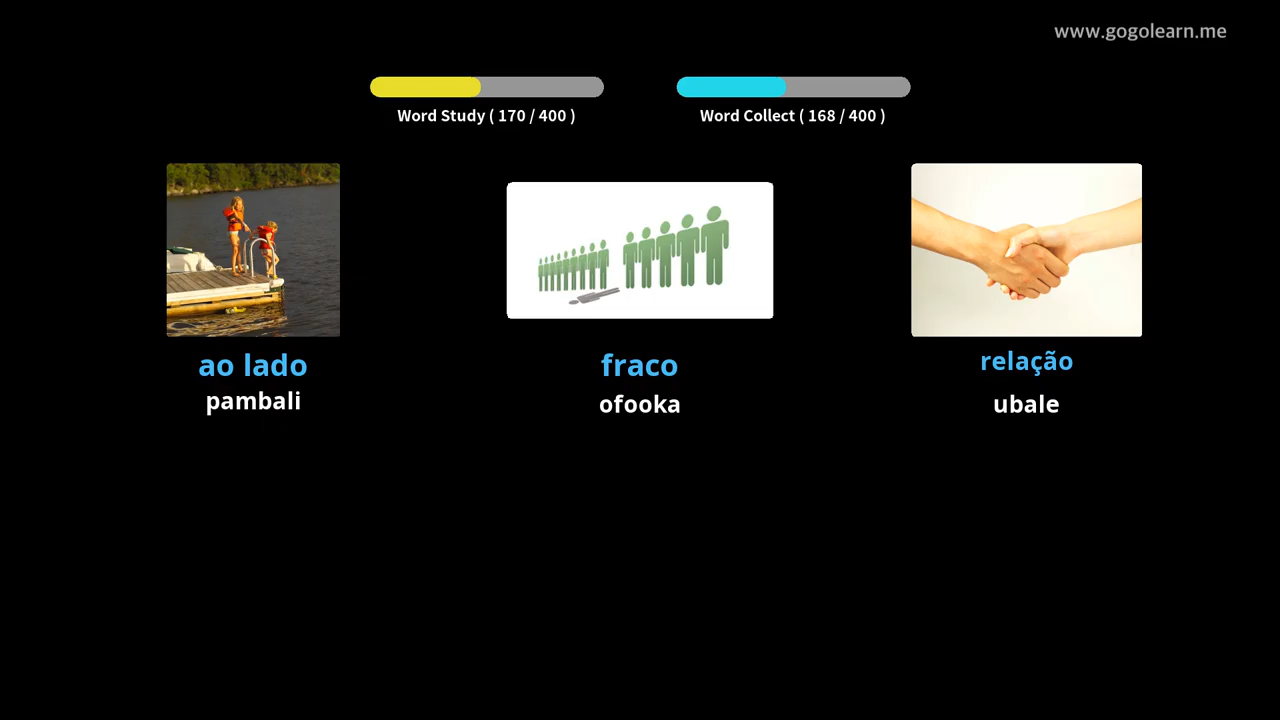 www.gogolearn.me
Word Study ( 170 / 400 )
Word Collect ( 168 / 400 )
ao lado
pambali
fraco
ofooka
relação
ubale